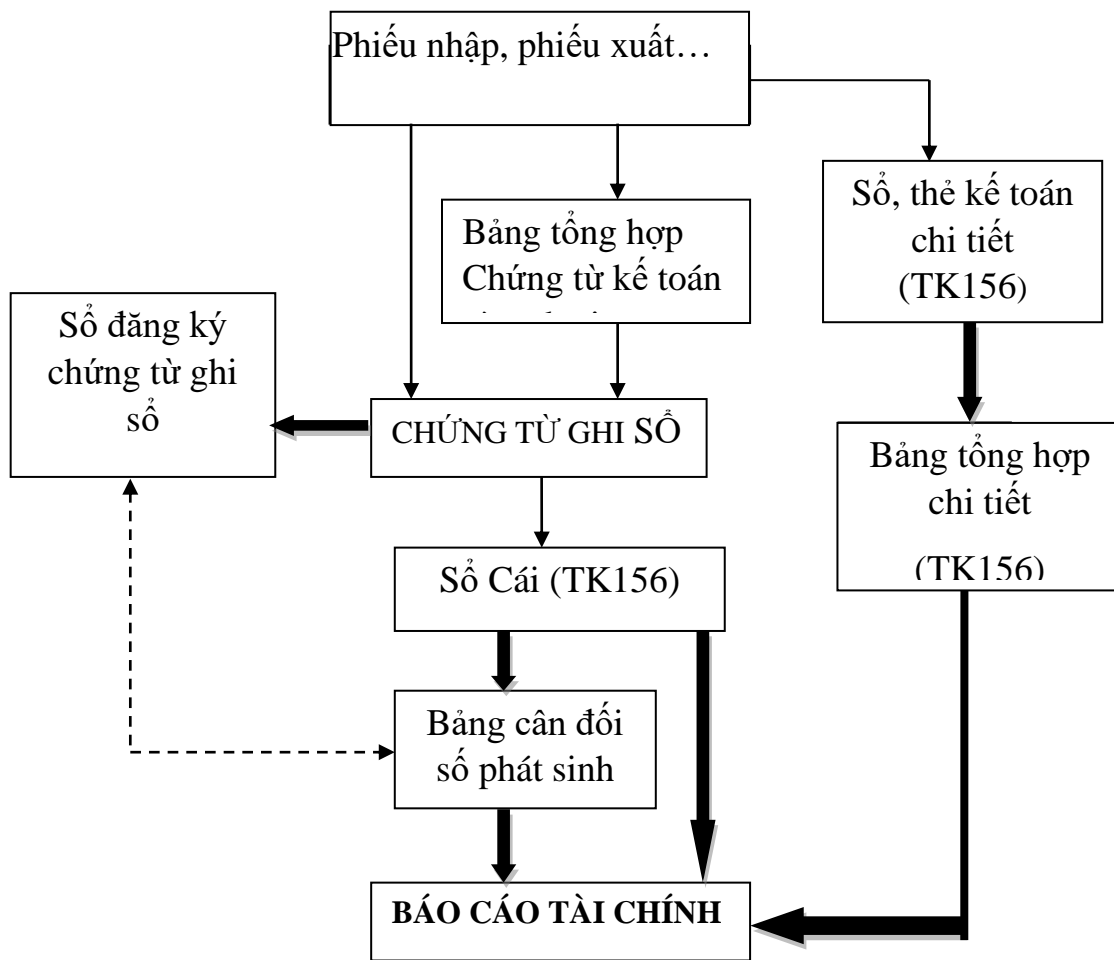 Phiếu nhập, phiếu xuất…
Sổ, thẻ kế toán
chi tiết
(TK156)
Bảng tổng hợp
Chứng từ kế toán
Sổ đăng ký
chứng từ ghi
sổ
CHỨNG TỪ GHI SỔ
Bảng tổng hợp
chi tiết
(TK156)
Sổ Cái (TK156)
Bảng cân đối
số phát sinh
BÁO CÁO TÀI CHÍNH